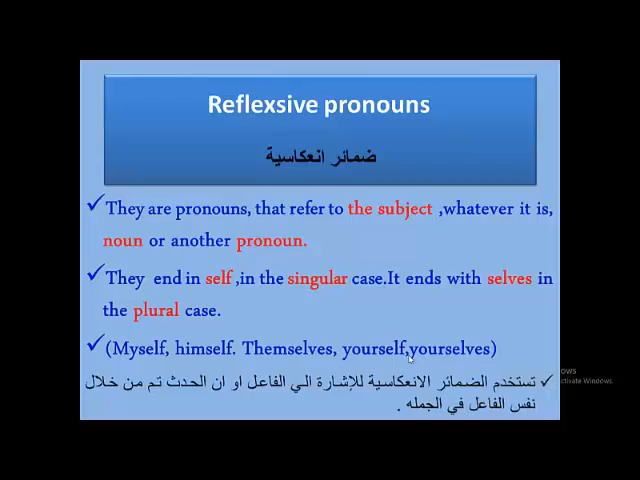 Reflexsive pronouns
ضمائر انعكاسية
They are pronouns, that refer to the subject ,whatever it is,
noun or another pronoun.
They end in self ,in the singular case.It ends with selves in
the plural case.
(Myself, himself. Themselves, yourself,yourselves)
تستخدم الضمائر الانعكاسية للإشارة الي الفاعل او ان الحدث تم من خلال
نفس الفاعل في الجمله .
ows
ctivate Windows.